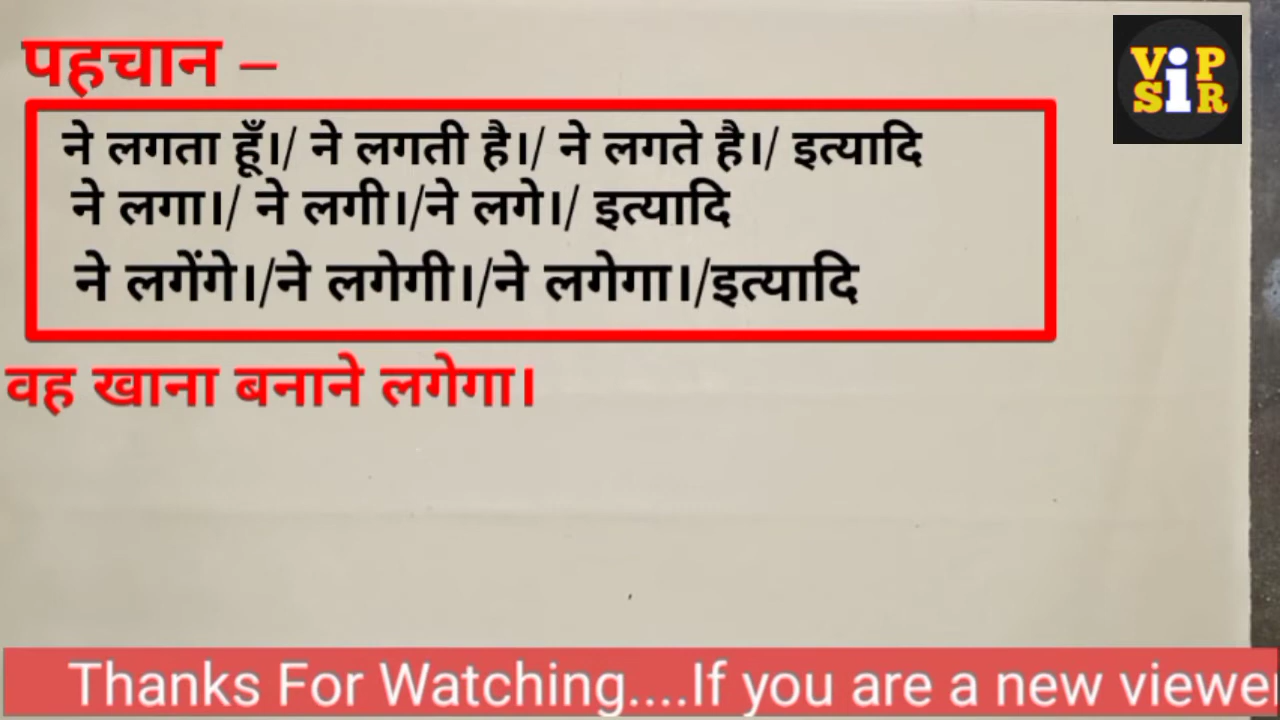 पहचान –
ने लगता हूँ।/ ने लगती है।/ ने लगते है।/ इत्यादि
ने लगा।/ ने लगी।/ने लगे।/ इत्यादि
ने लगेंगे।/ने लगेगी।/ने लगेगा।/इत्यादि
वह खाना बनाने लगेगा।
ViP
SiR
Thanks For Watching....If you are a new viewer